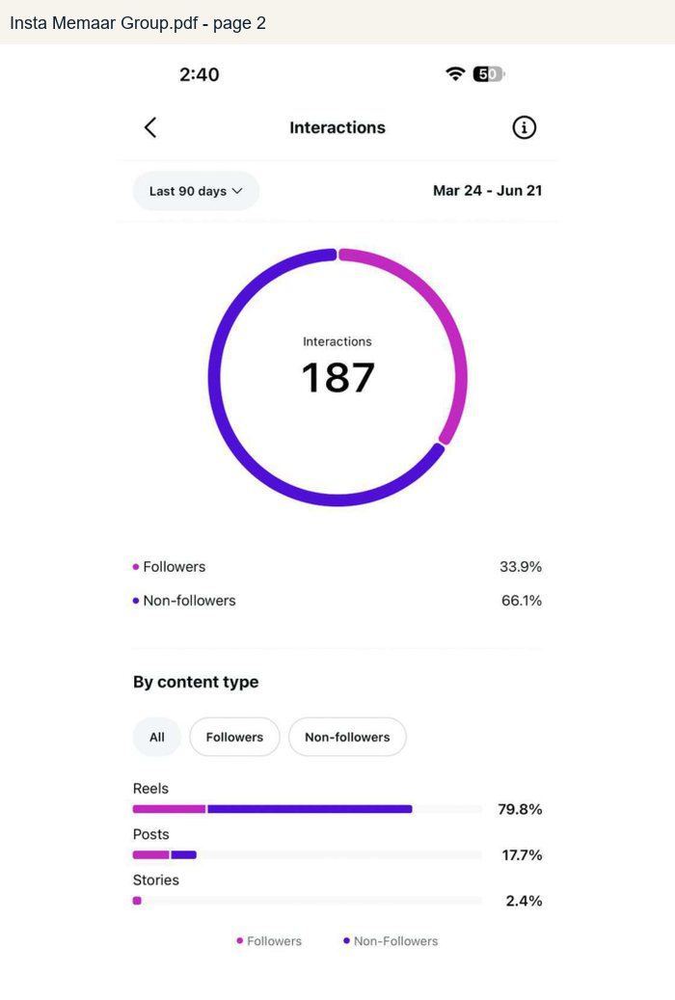 Insta Memaar Group.pdf - page 2
2:40
50
Interactions
Last 90 days
Mar 24 - Jun 21
Interactions
187
Followers 33.9%
Non-followers 66.1%
By content type
All Followers Non-followers
Reels
79.8%
Posts
17.7%
Stories
2.4%
Followers Non-Followers